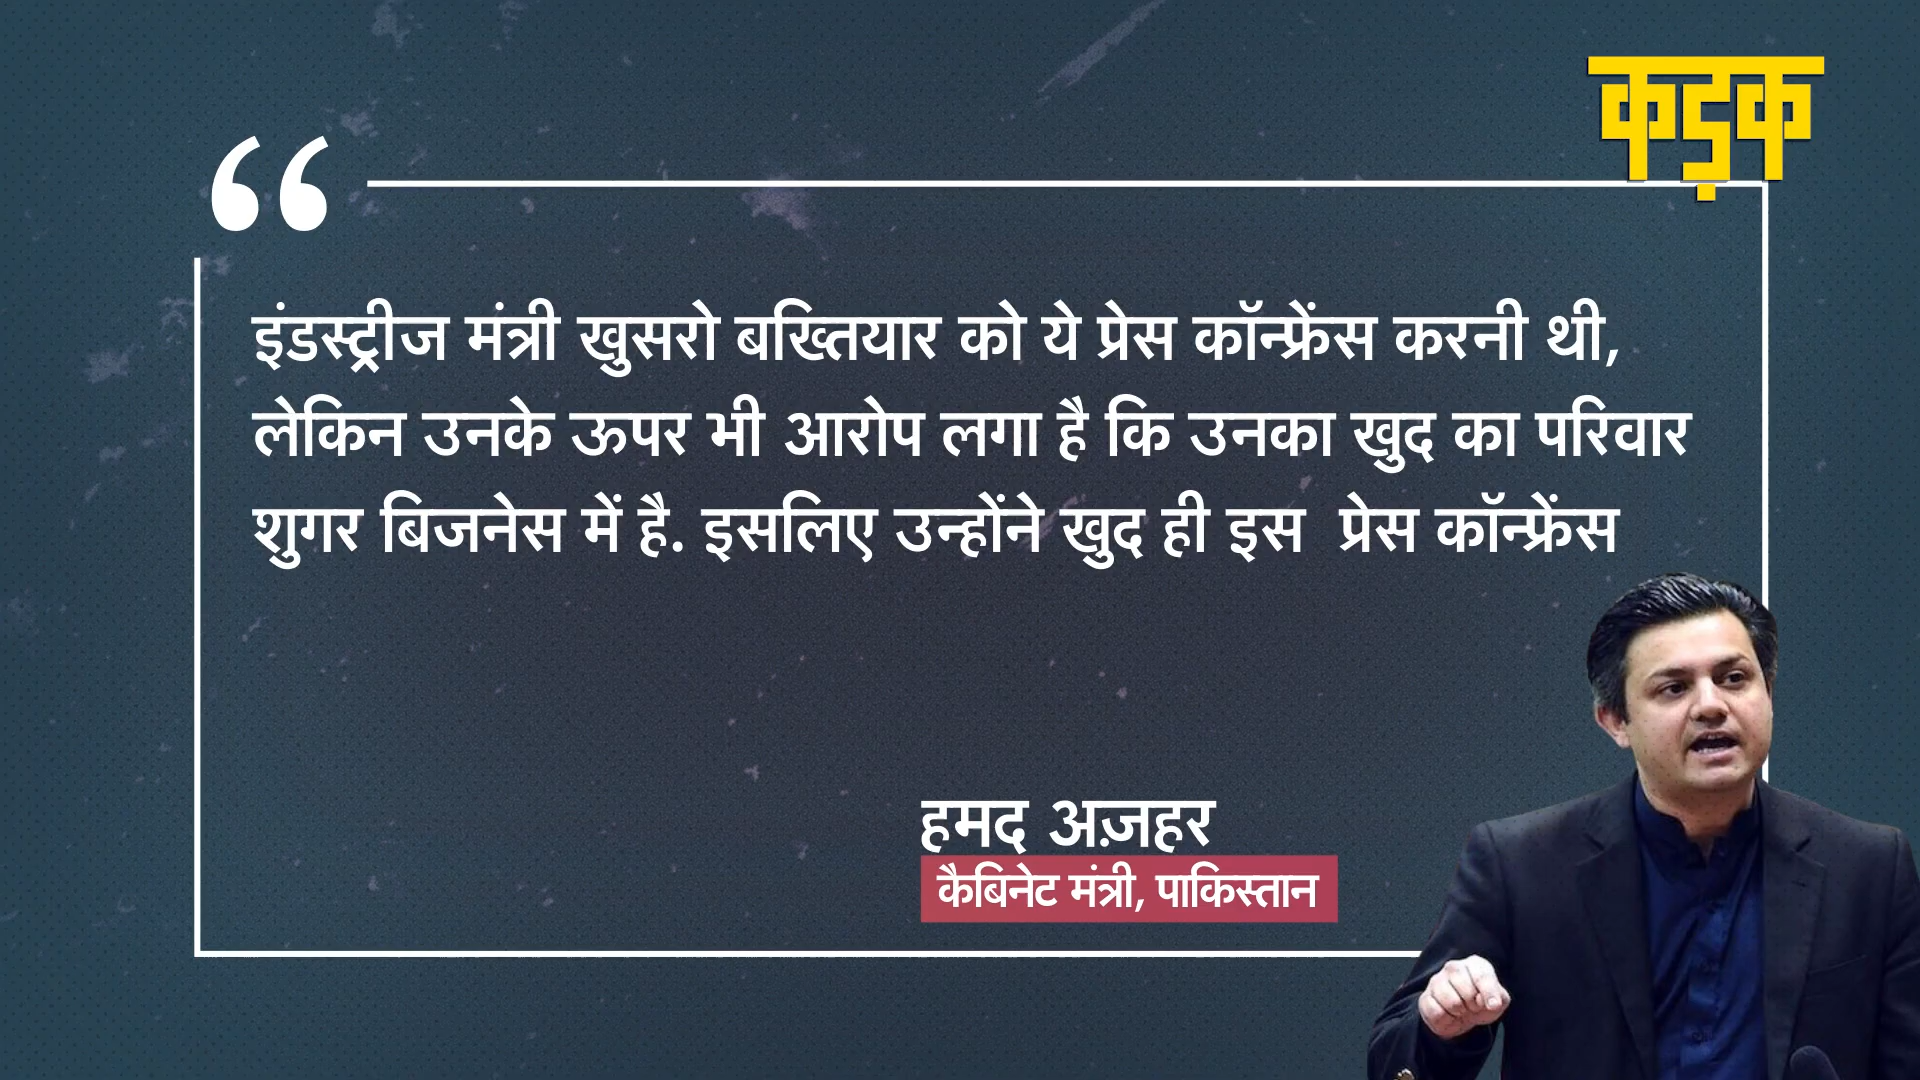 कड़क
“
इंडस्ट्रीज मंत्री खुसरो बख्तियार को ये प्रेस कॉन्फ्रेंस करनी थी,
लेकिन उनके ऊपर भी आरोप लगा है कि उनका खुद का परिवार
शुगर बिजनेस में है. इसलिए उन्होंने खुद ही इस  प्रेस कॉन्फ्रेंस
हमद अज़हर
कैबिनेट मंत्री, पाकिस्तान